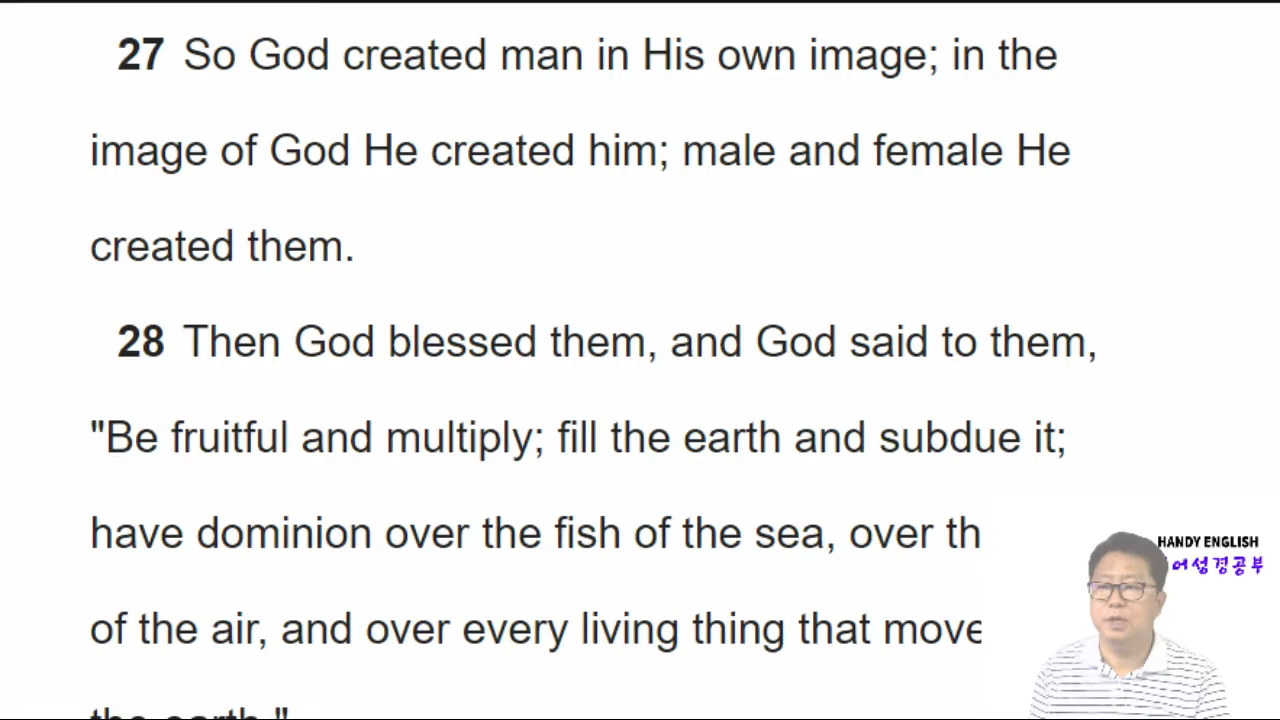 27 So God created man in His own image; in the
image of God He created him; male and female He
created them.
28 Then God blessed them, and God said to them,
"Be fruitful and multiply; fill the earth and subdue it;
have dominion over the fish of the sea, over th
of the air, and over every living thing that move
the earth."
HANDY ENGLISH
어성경공부